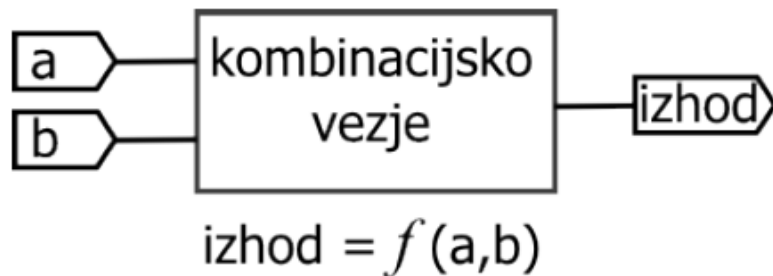 a
b
kombinacijsko
vezje
izhod
izhod = f (a,b)